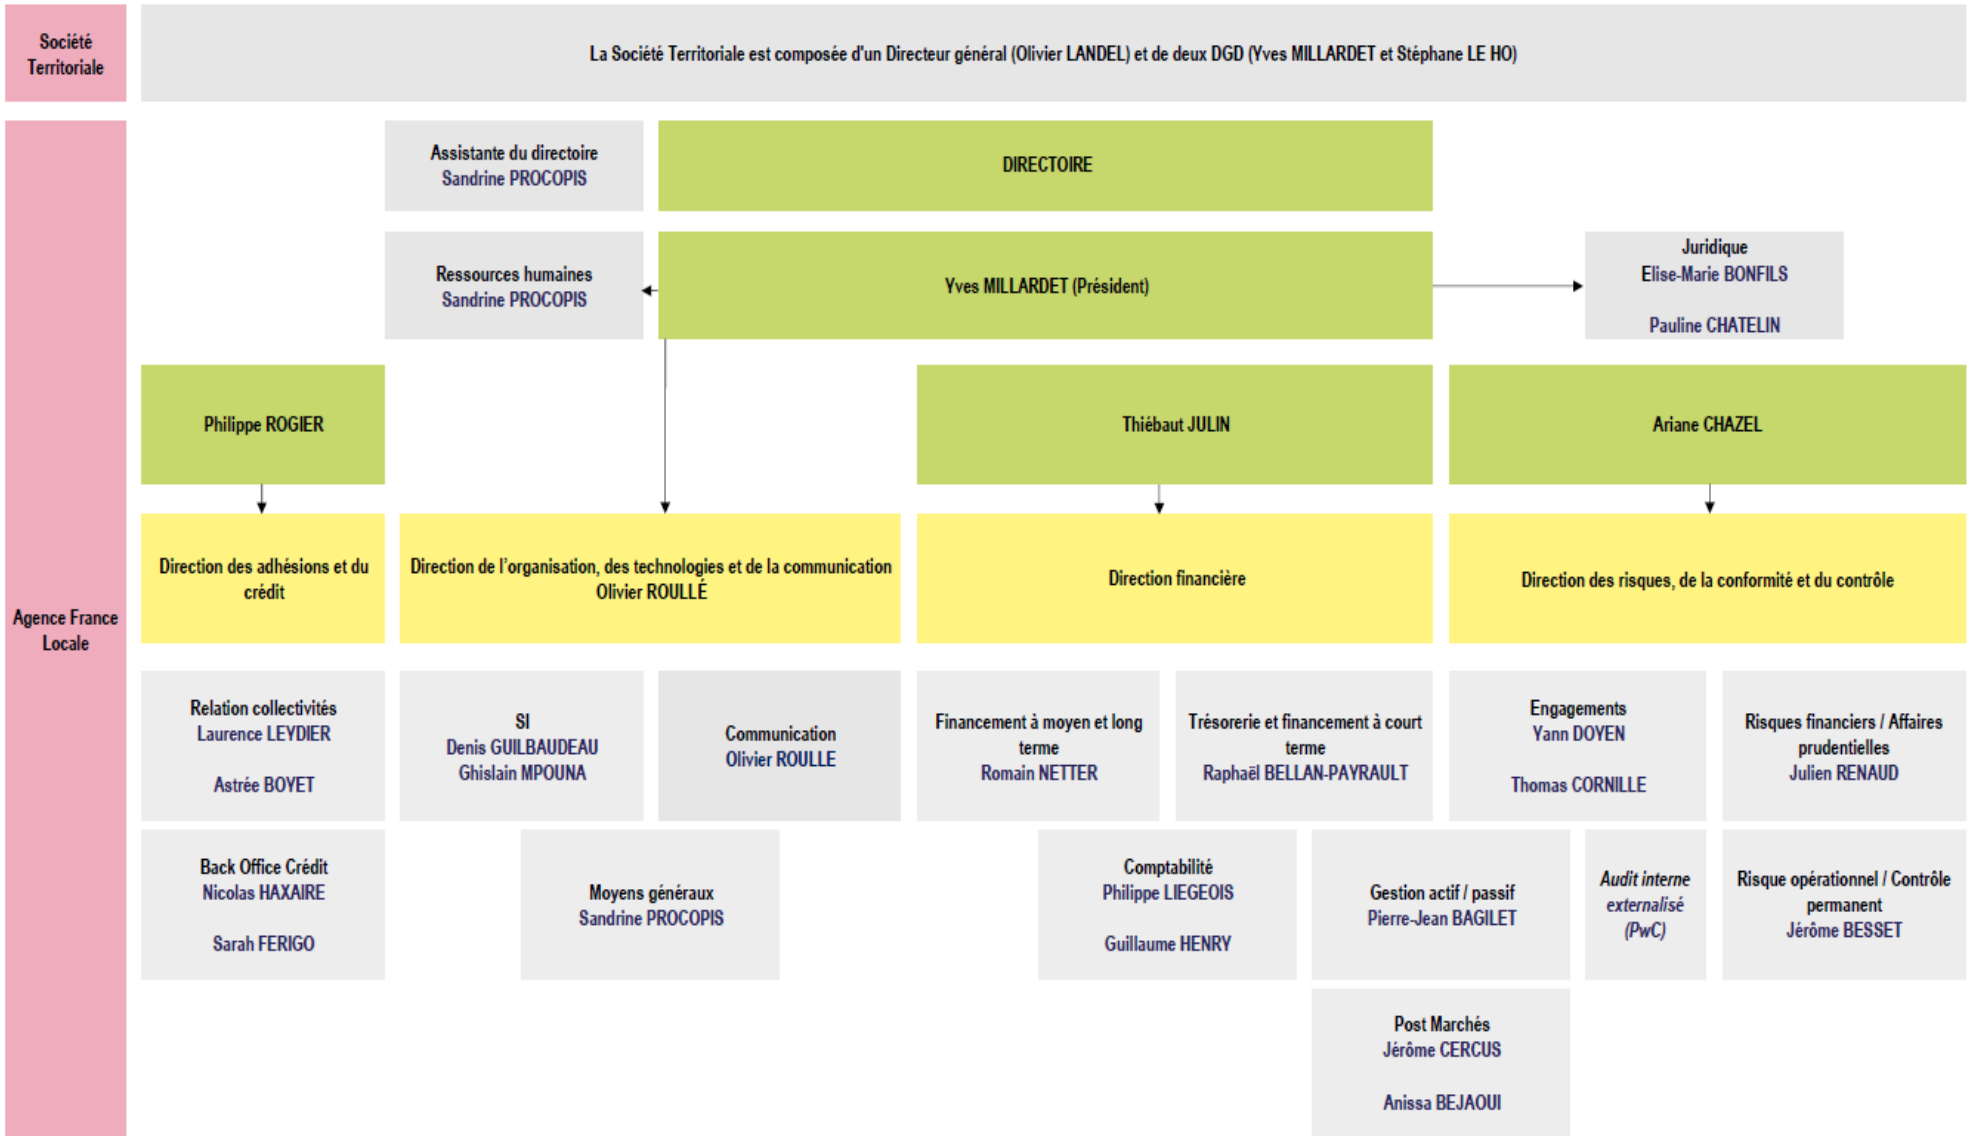 Société
Territoriale
La Société Territoriale est composée d'un Directeur général (Olivier LANDEL) et de deux DGD (Yves MILLARDET et Stéphane LE HO)
Agence France
Locale
Assistante du directoire
Sandrine PROCOPIS
DIRECTOIRE
Ressources humaines
Sandrine PROCOPIS
Yves MILLARDET (Président)
Juridique
Elise-Marie BONFILS
Pauline CHATELIN
Philippe ROGIER
Thiébaut JULIN
Ariane CHAZEL
Direction des adhésions et du
crédit
Direction de l'organisation, des technologies et de la communication
Olivier ROULLÉ
Direction financière
Direction des risques, de la conformité et du contrôle
Relation collectivités
Laurence LEYDIER
Astrée BOYET
SI
Denis GUILBAUDEAU
Ghislain MPOUNA
Communication
Olivier ROULLE
Financement à moyen et long
terme
Romain NETTER
Trésorerie et financement à court
terme
Raphaël BELLAN-PAYRAULT
Engagements
Yann DOYEN
Thomas CORNILLE
Risques financiers / Affaires
prudentielles
Julien RENAUD
Back Office Crédit
Nicolas HAXAIRE
Sarah FERIGO
Moyens généraux
Sandrine PROCOPIS
Comptabilité
Philippe LIEGEOIS
Guillaume HENRY
Gestion actif / passif
Pierre-Jean BAGILET
Audit interne
externalisé
(PwC)
Risque opérationnel / Contrôle
permanent
Jérôme BESSET
Post Marchés
Jérôme CERCUS
Anissa BEJAOUI